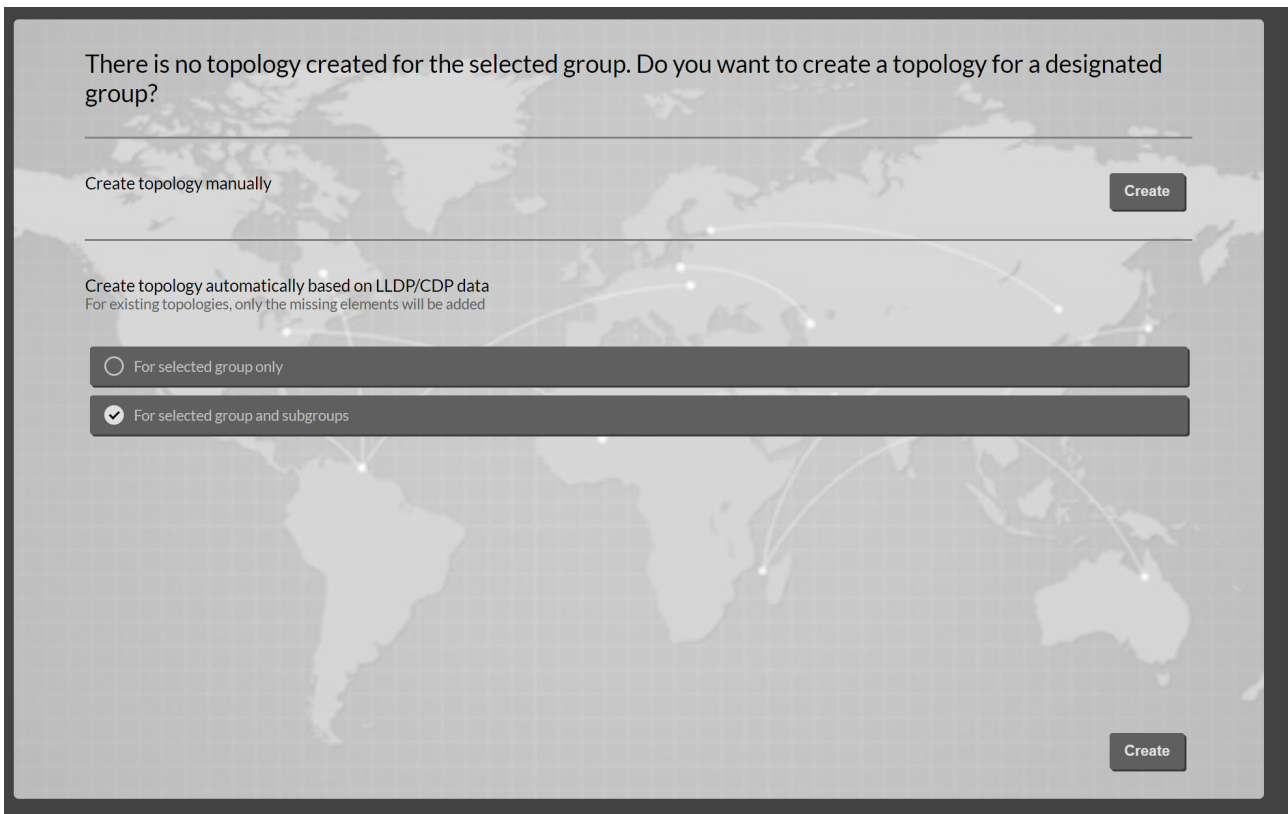 There is no topology created for the selected group. Do you want to create a topology for a designated
group?
Create topology manually
Create
Create topology automatically based on LLDP/CDP data
For existing topologies, only the missing elements will be added
For selected group only
For selected group and subgroups
Create